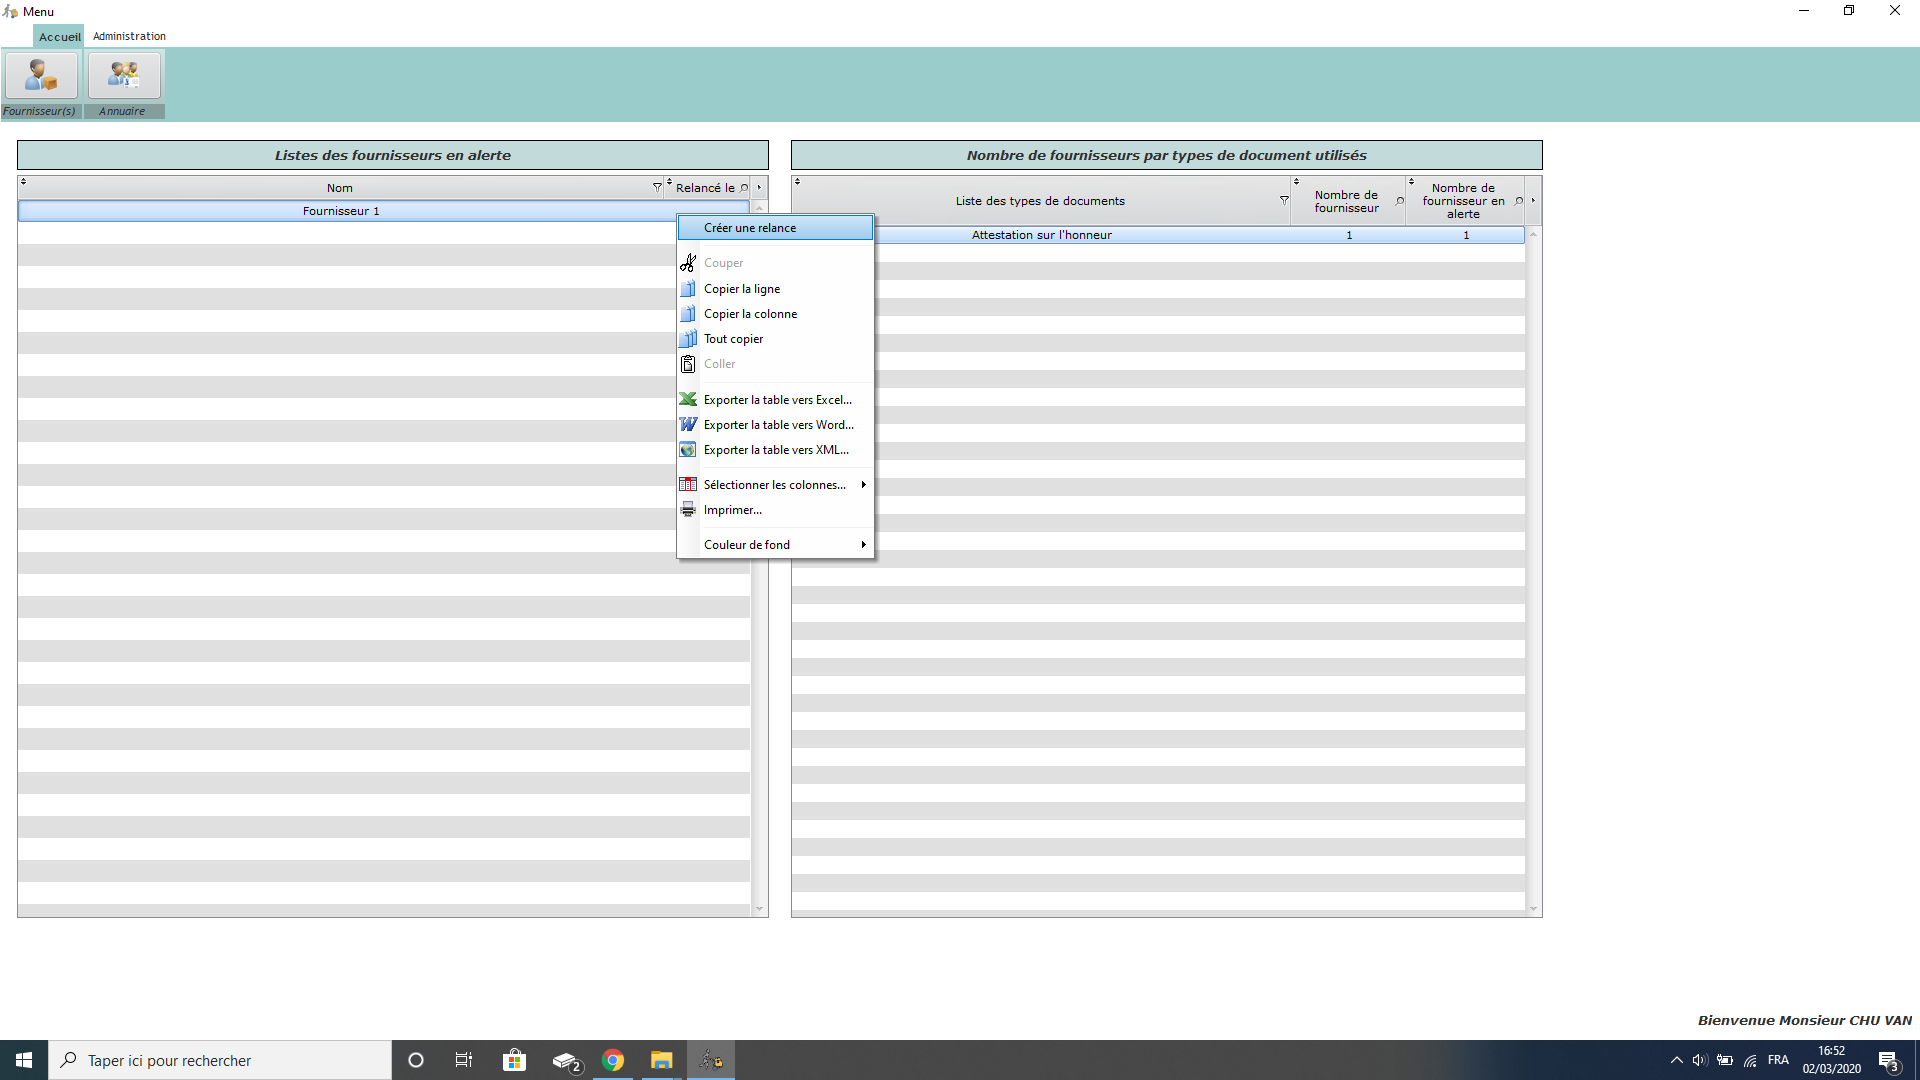 Menu
Accueil
Administration
Fournisseur(s)
Annuaire
Listes des fournisseurs en alerte
Nom
Relancé le
Fournisseur 1
Nombre de fournisseurs par types de document utilisés
Liste des types de documents
Nombre de
fournisseur
Nombre de
fournisseur en
alerte
Attestation sur l'honneur
1
1
Créer une relance
Couper
Copier la ligne
Copier la colonne
Tout copier
Coller
Exporter la table vers Excel...
Exporter la table vers Word...
Exporter la table vers XML...
Sélectionner les colonnes...
Imprimer...
Couleur de fond
Bienvenue Monsieur CHU VAN
Taper ici pour rechercher
2
FRA
16:52
02/03/2020
3